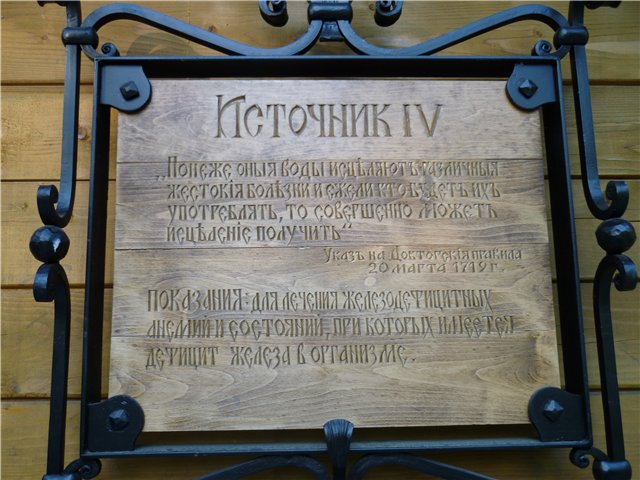 Источник IV
„Понеже оныя воды исцѣляютъ различныя
жестокія болѣзни и ежели кто будетъ ихъ
употреблять, то совершенно можетъ
исцѣленіе получить“
Указъ на Докторскія правила
20 марта 1719 г.
Показания: для лечения железодефицитных
анемий и состояний, при которых имеется
дефицит железа в организме.